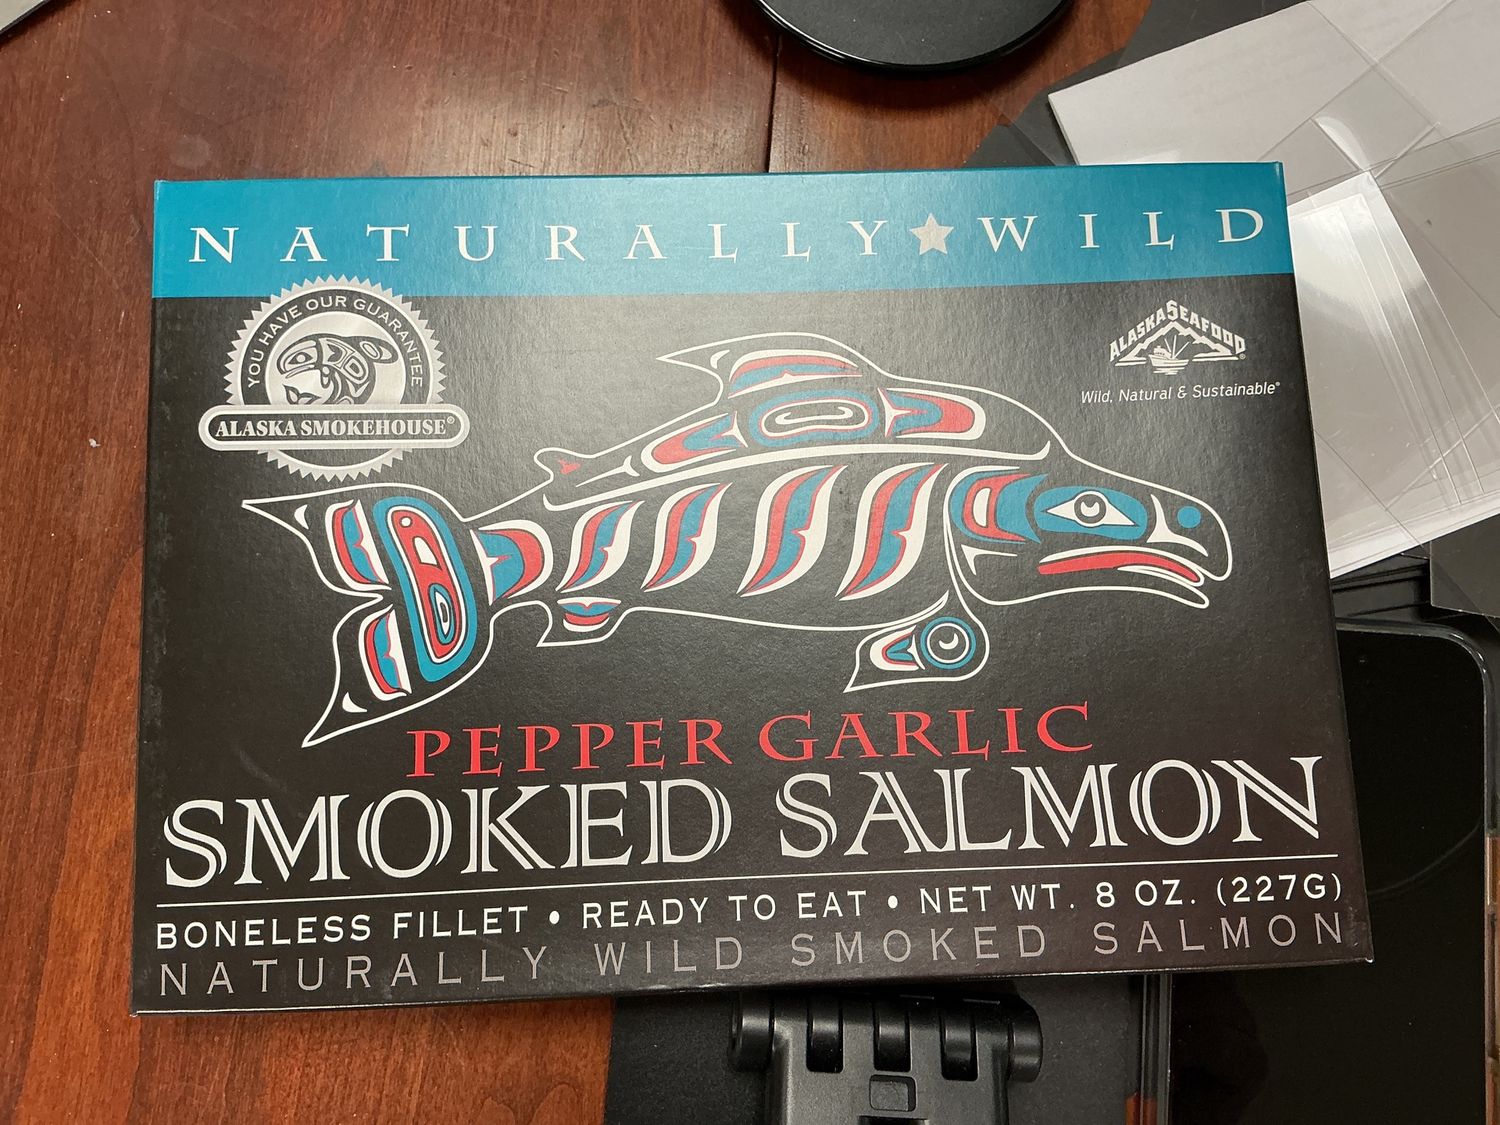 NATURALLY★WILD
YOU HAVE OUR GUARANTEE
ALASKA SMOKEHOUSE®
ALASKA SEAFOOD®
Wild, Natural & Sustainable®
PEPPER GARLIC
SMOKED SALMON
BONELESS FILLET • READY TO EAT • NET WT. 8 OZ. (227G)
NATURALLY WILD SMOKED SALMON